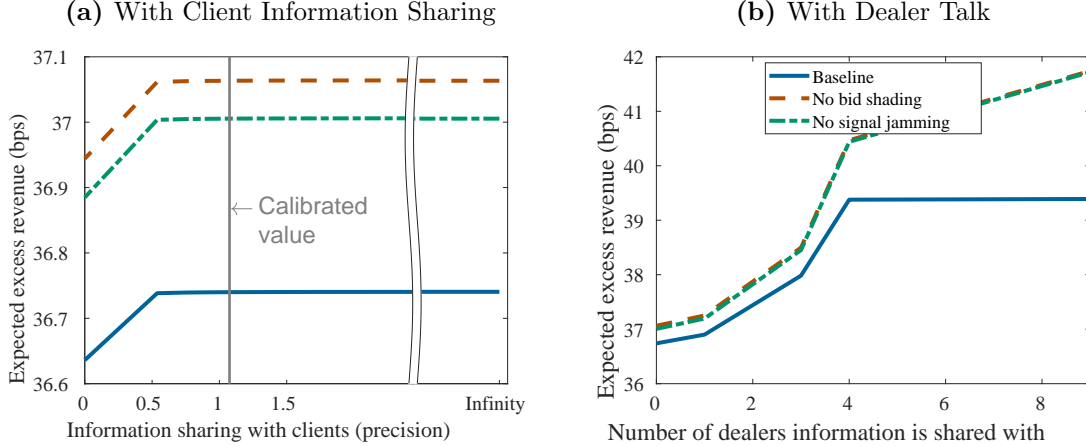 (a) With Client Information Sharing
37.1
37
36.9
36.8
36.7
36.6
Expected excess revenue (bps)
← Calibrated
value
0
0.5
1
1.5
Infinity
Information sharing with clients (precision)
(b) With Dealer Talk
42
41
40
39
38
37
36
Expected excess revenue (bps)
Baseline
No bid shading
No signal jamming
0
2
4
6
8
Number of dealers information is shared with